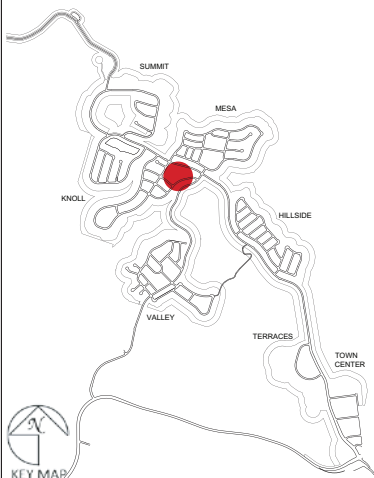 SUMMIT
MESA
KNOLL
HILLSIDE
VALLEY
TERRACES
TOWN
CENTER
N
KEY MAP